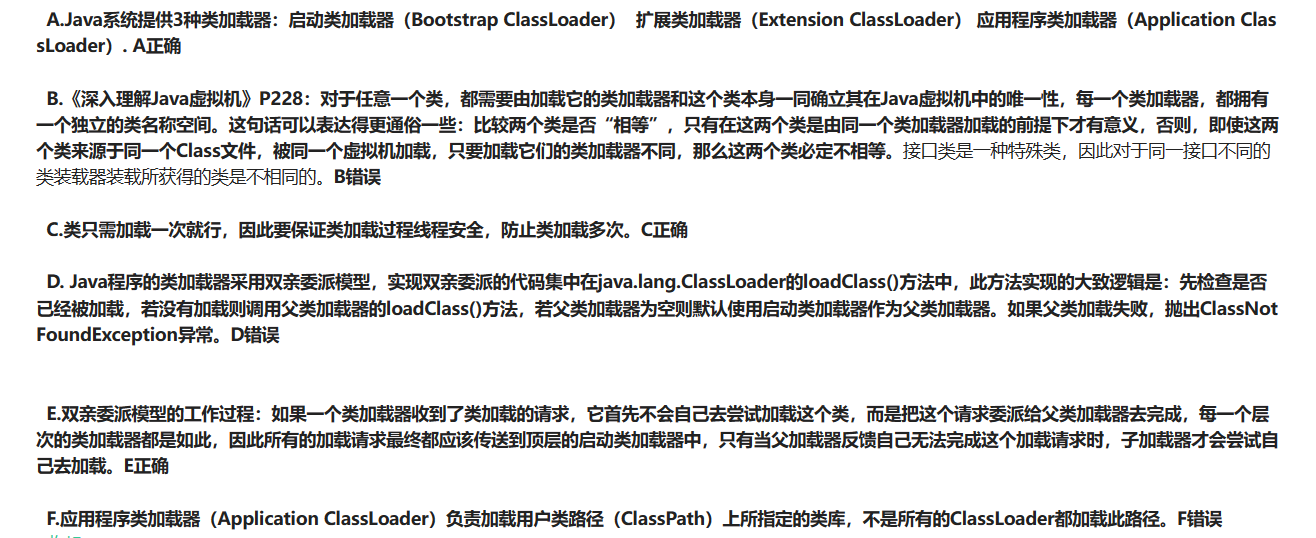 A.Java系统提供3种类加载器：启动类加载器（Bootstrap ClassLoader） 扩展类加载器（Extension ClassLoader） 应用程序类加载器（Application Clas
sLoader）. A正确
B.《深入理解Java虚拟机》P228：对于任意一个类，都需要由加载它的类加载器和这个类本身一同确立其在Java虚拟机中的唯一性，每一个类加载器，都拥有
一个独立的类名称空间。这句话可以表达得更通俗一些：比较两个类是否“相等”，只有在这两个类是由同一个类加载器加载的前提下才有意义，否则，即使这两
个类来源于同一个Class文件，被同一个虚拟机加载，只要加载它们的类加载器不同，那么这两个类必定不相等。接口类是一种特殊类，因此对于同一接口不同的
类装载器装载所获得的类是不相同的。B错误
C.类只需加载一次就行，因此要保证类加载过程线程安全，防止类加载多次。C正确
D. Java程序的类加载器采用双亲委派模型，实现双亲委派的代码集中在java.lang.ClassLoader的loadClass()方法中，此方法实现的大致逻辑是：先检查是否
已经被加载，若没有加载则调用父类加载器的loadClass()方法，若父类加载器为空则默认使用启动类加载器作为父类加载器。如果父类加载失败，抛出ClassNot
FoundException异常。D错误
E.双亲委派模型的工作过程：如果一个类加载器收到了类加载的请求，它首先不会自己去尝试加载这个类，而是把这个请求委派给父类加载器去完成，每一个层
次的类加载器都是如此，因此所有的加载请求最终都应该传送到顶层的启动类加载器中，只有当父加载器反馈自己无法完成这个加载请求时，子加载器才会尝试自
己去加载。E正确
F.应用程序类加载器（Application ClassLoader）负责加载用户类路径（ClassPath）上所指定的类库，不是所有的ClassLoader都加载此路径。F错误